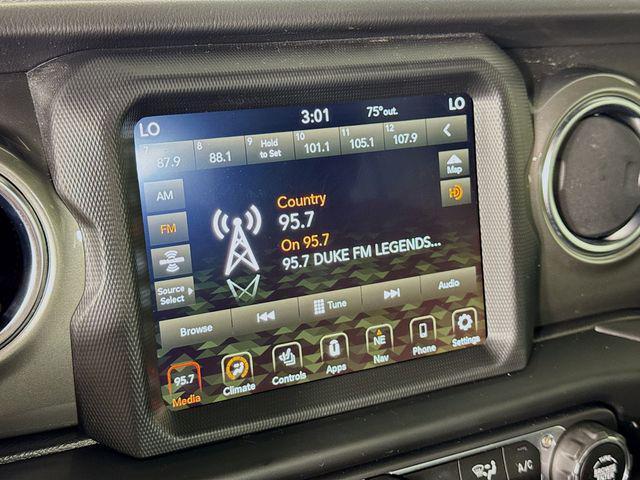 LO 3:01 75°out. LO
7 8 9 Hold to Set 10 11 12
87.9 88.1 101.1 105.1 107.9
AM
FM
Source
Select
Map
Country
95.7
On 95.7
95.7 DUKE FM LEGENDS...
Browse Tune Audio
95.7 NE
Media Climate Controls Apps Nav Phone Settings
A/C